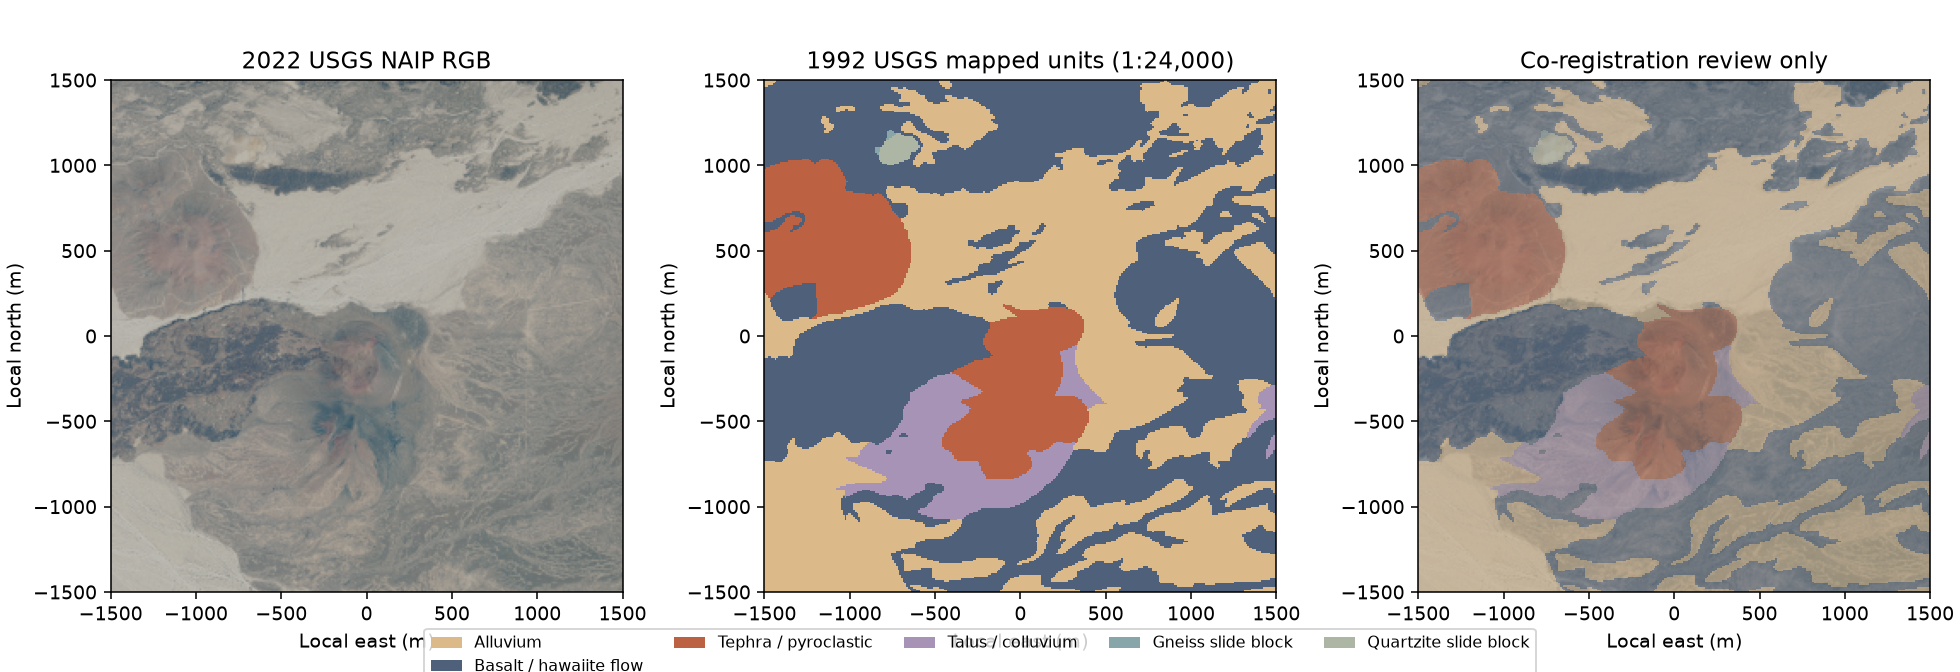 2022 USGS NAIP RGB
1992 USGS mapped units (1:24,000)
Co-registration review only
1500
1000
500
0
−500
−1000
−1500
Local north (m)
−1500
−1000
−500
0
500
1000
1500
Local east (m)
1500
1000
500
0
−500
−1000
−1500
Local north (m)
−1500
−1000
−500
0
500
1000
1500
Local east (m)
1500
1000
500
0
−500
−1000
−1500
Local north (m)
−1500
−1000
−500
0
500
1000
1500
Local east (m)
Alluvium
Tephra / pyroclastic
Talus / colluvium
Gneiss slide block
Quartzite slide block
Basalt / hawaiite flow